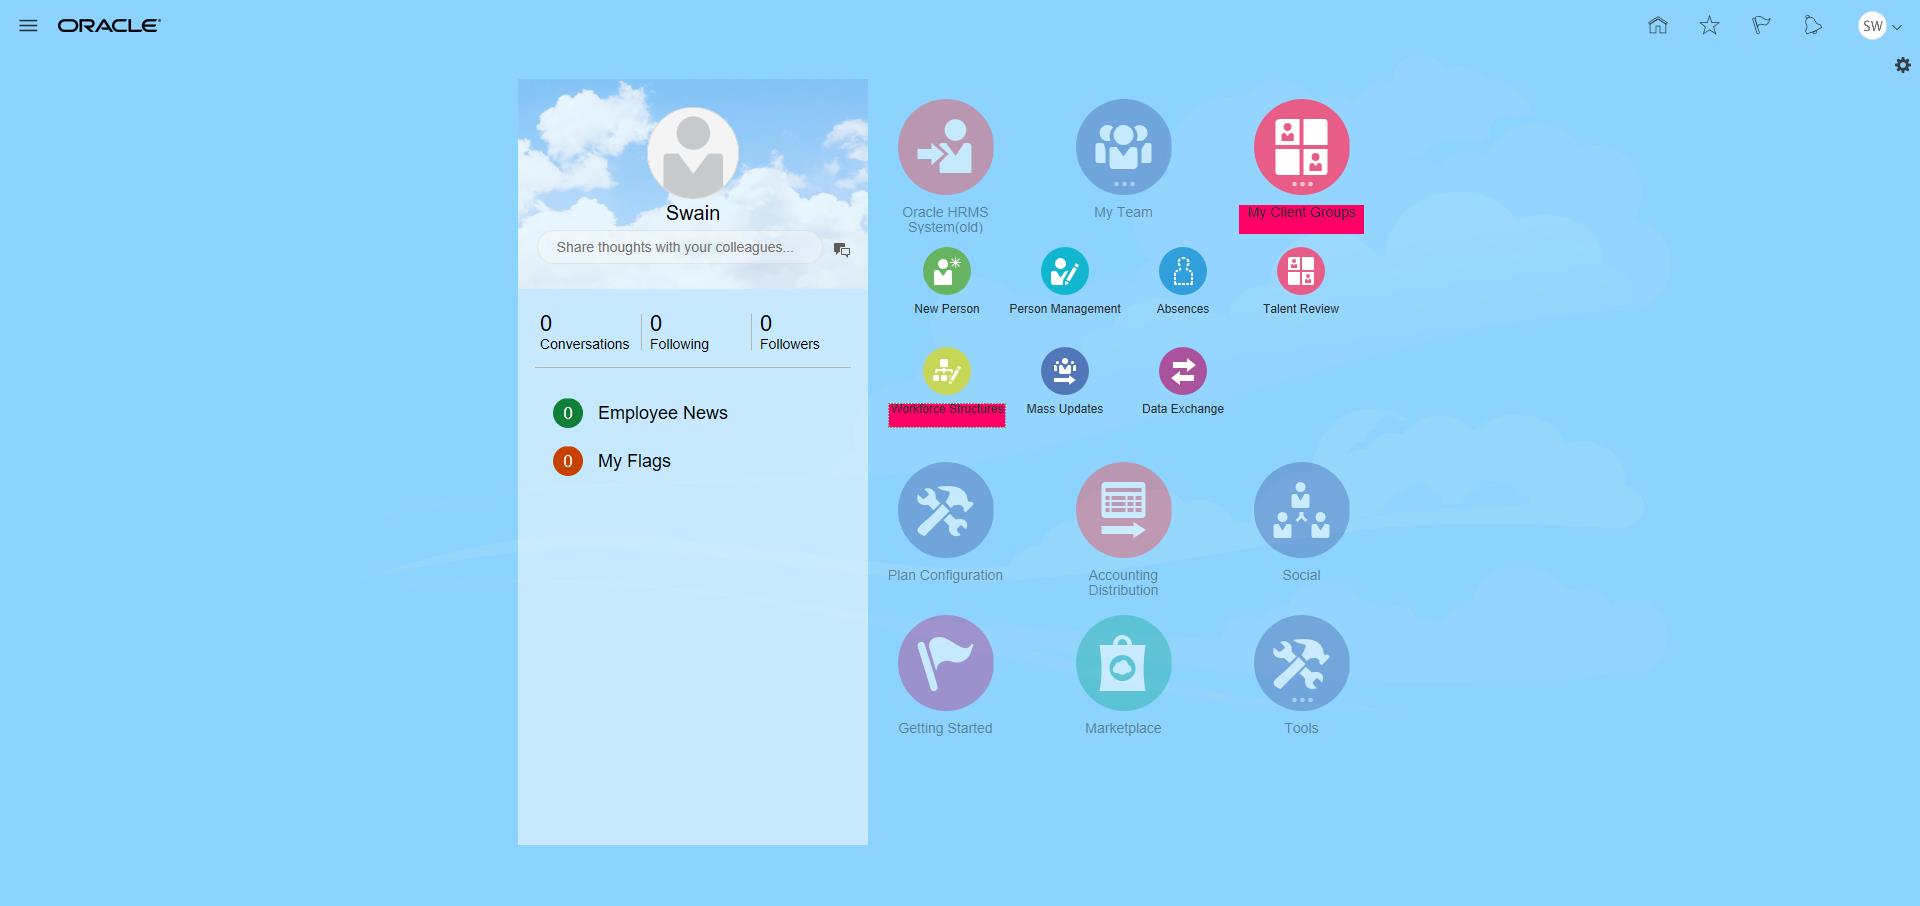 ORACLE
SW
Swain
Share thoughts with your colleagues...
0
Conversations
0
Following
0
Followers
0 Employee News
0 My Flags
Oracle HRMS
System(old)
My Team
My Client Groups
New Person
Person Management
Absences
Talent Review
Workforce Structures
Mass Updates
Data Exchange
Plan Configuration
Accounting
Distribution
Social
Getting Started
Marketplace
Tools